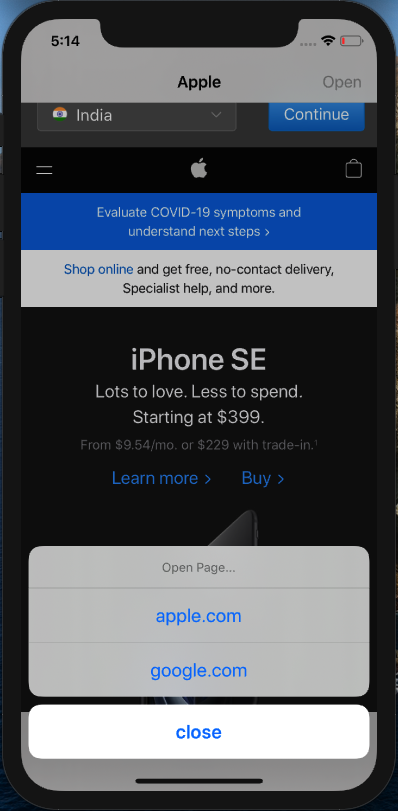 5:14
Apple
Open
India
Continue
Evaluate COVID-19 symptoms and
understand next steps >
Shop online and get free, no-contact delivery,
Specialist help, and more.
iPhone SE
Lots to love. Less to spend.
Starting at $399.
From $9.54/mo. or $229 with trade-in.¹
Learn more >
Buy >
Open Page...
apple.com
google.com
close